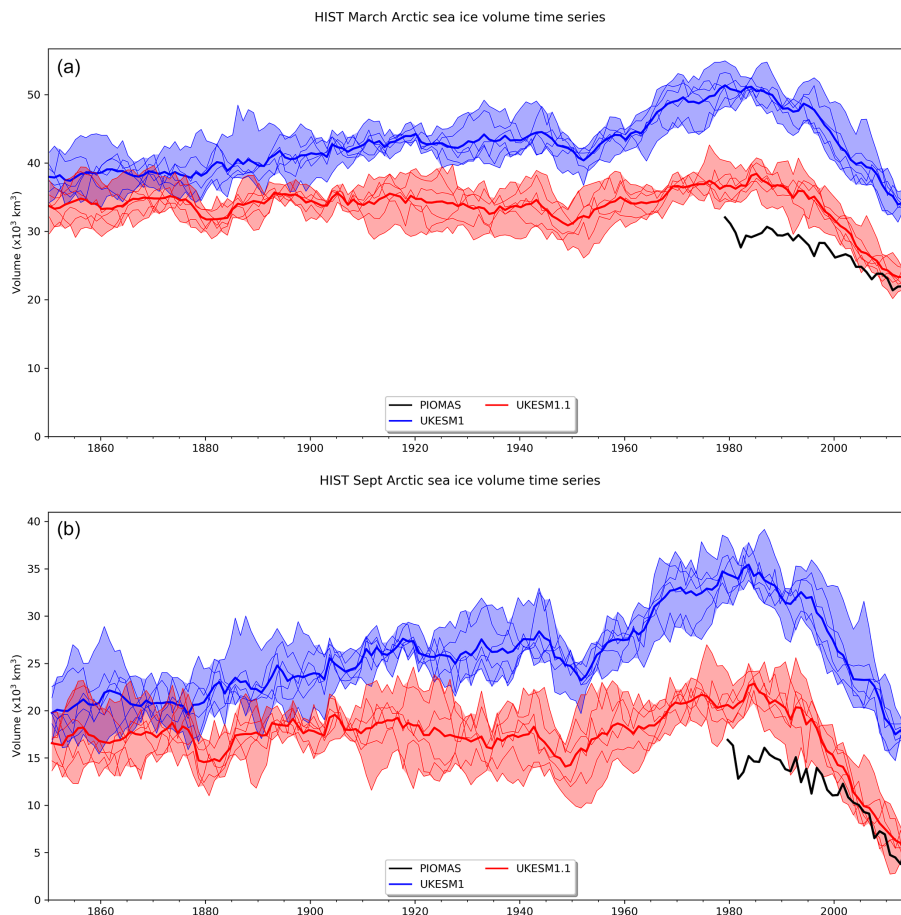 HIST March Arctic sea ice volume time series
(a)
50
40
30
20
10
0
Volume (x10³ km³)
PIOMAS
UKESM1
UKESM1.1
1860 1880 1900 1920 1940 1960 1980 2000
HIST Sept Arctic sea ice volume time series
(b)
40
35
30
25
20
15
10
5
0
Volume (x10³ km³)
PIOMAS
UKESM1
UKESM1.1
1860 1880 1900 1920 1940 1960 1980 2000